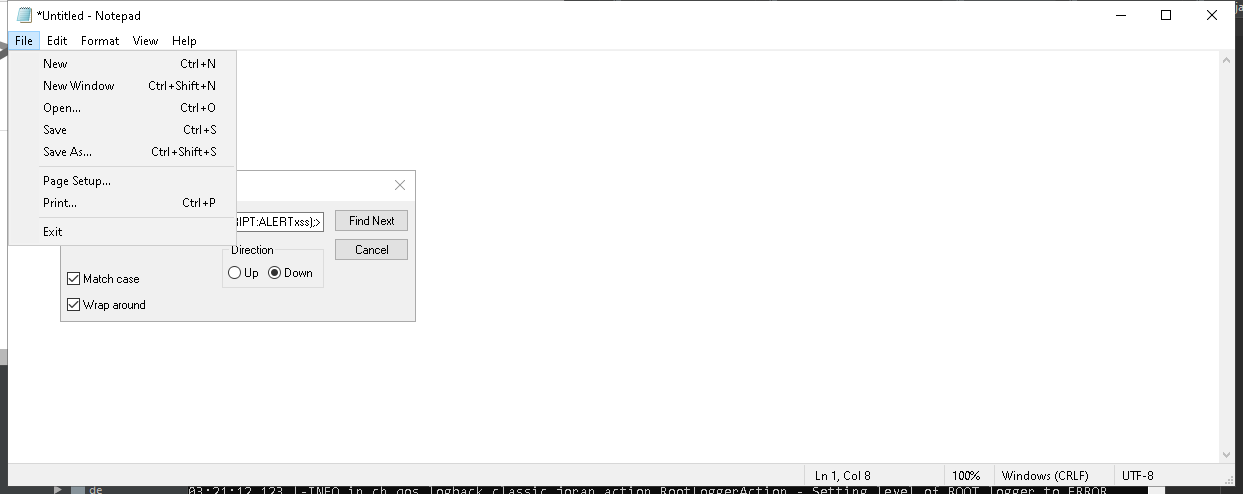 *Untitled - Notepad
File Edit Format View Help
New Ctrl+N
New Window Ctrl+Shift+N
Open... Ctrl+O
Save Ctrl+S
Save As... Ctrl+Shift+S
Page Setup...
Print... Ctrl+P
Exit
RIPT:ALERTxss);>
Find Next
Cancel
Direction
Up Down
Match case
Wrap around
Ln 1, Col 8 100% Windows (CRLF) UTF-8
de 03:21:12,123 |-INFO in ch.qos.logback.classic.joran.action.RootLoggerAction - Setting level of ROOT logger to ERROR